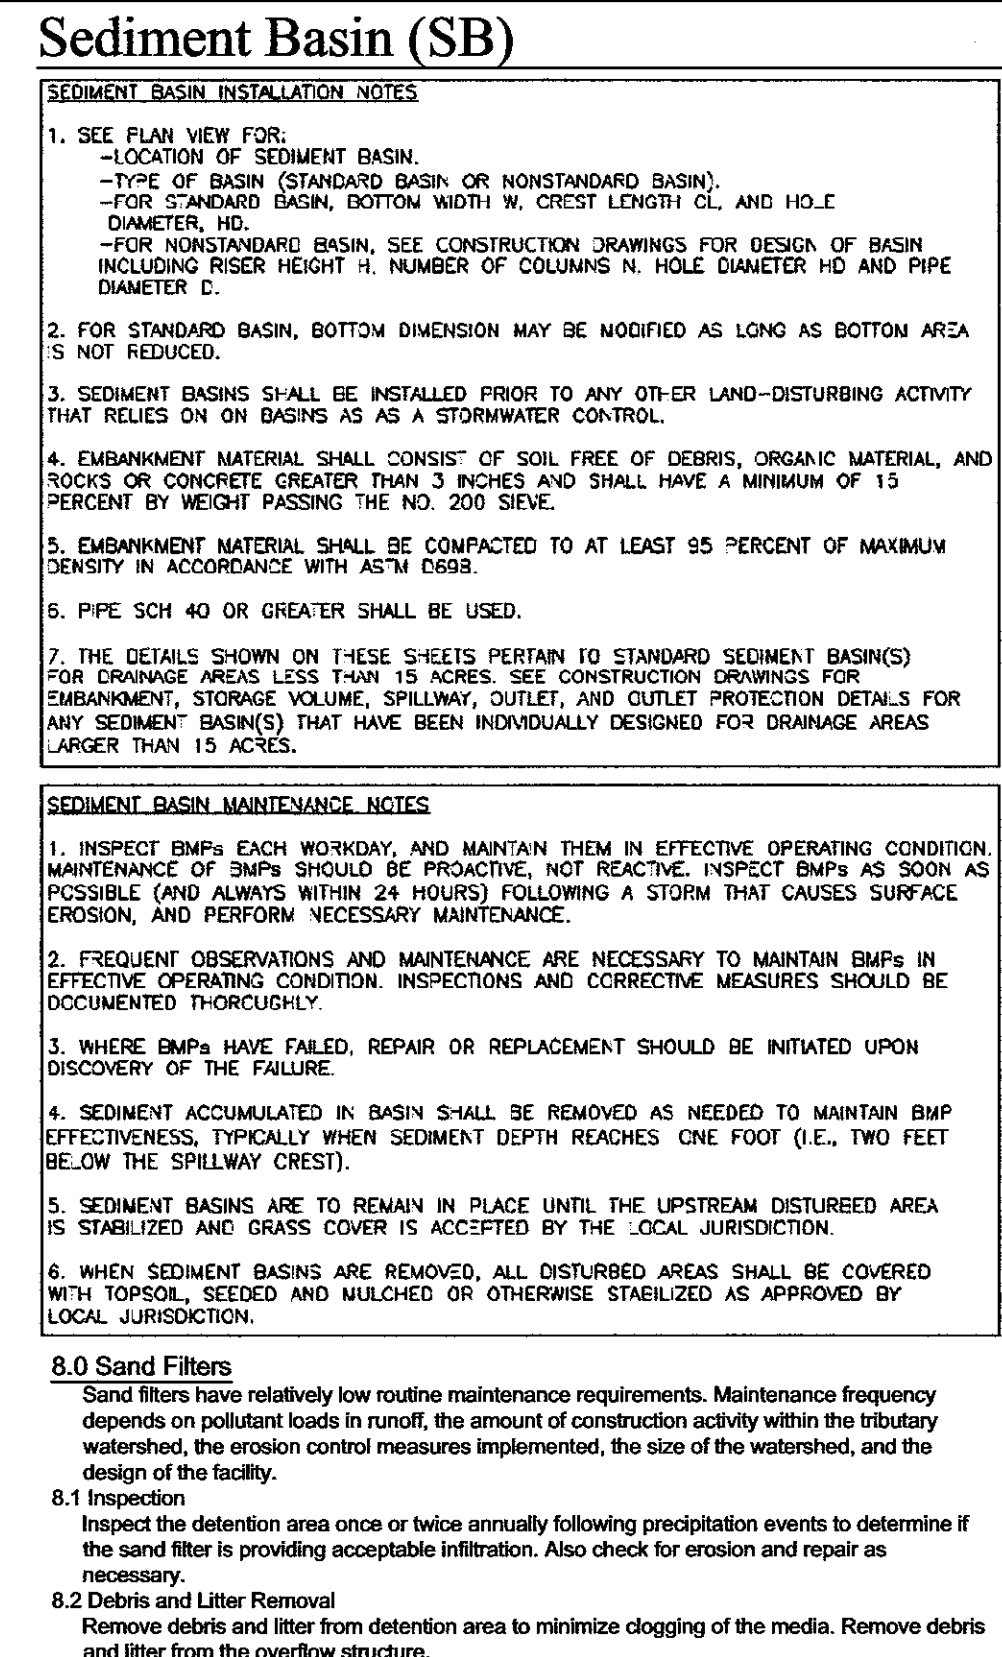 Sediment Basin (SB)
SEDIMENT BASIN INSTALLATION NOTES
1. SEE PLAN VIEW FOR:
-LOCATION OF SEDIMENT BASIN.
-TYPE OF BASIN (STANDARD BASIN OR NONSTANDARD BASIN).
-FOR STANDARD BASIN, BOTTOM WIDTH W, CREST LENGTH CL, AND HOLE
DIAMETER, HD.
-FOR NONSTANDARD BASIN, SEE CONSTRUCTION DRAWINGS FOR DESIGN OF BASIN
INCLUDING RISER HEIGHT H, NUMBER OF COLUMNS N, HOLE DIAMETER HD AND PIPE
DIAMETER D.
2. FOR STANDARD BASIN, BOTTOM DIMENSION MAY BE MODIFIED AS LONG AS BOTTOM AREA
IS NOT REDUCED.
3. SEDIMENT BASINS SHALL BE INSTALLED PRIOR TO ANY OTHER LAND-DISTURBING ACTIVITY
THAT RELIES ON ON BASINS AS AS A STORMWATER CONTROL.
4. EMBANKMENT MATERIAL SHALL CONSIST OF SOIL FREE OF DEBRIS, ORGANIC MATERIAL, AND
ROCKS OR CONCRETE GREATER THAN 3 INCHES AND SHALL HAVE A MINIMUM OF 15
PERCENT BY WEIGHT PASSING THE NO. 200 SIEVE.
5. EMBANKMENT MATERIAL SHALL BE COMPACTED TO AT LEAST 95 PERCENT OF MAXIMUM
DENSITY IN ACCORDANCE WITH ASTM D698.
6. PIPE SCH 40 OR GREATER SHALL BE USED.
7. THE DETAILS SHOWN ON THESE SHEETS PERTAIN TO STANDARD SEDIMENT BASIN(S)
FOR DRAINAGE AREAS LESS THAN 15 ACRES. SEE CONSTRUCTION DRAWINGS FOR
EMBANKMENT, STORAGE VOLUME, SPILLWAY, OUTLET, AND OUTLET PROTECTION DETAILS FOR
ANY SEDIMENT BASIN(S) THAT HAVE BEEN INDIVIDUALLY DESIGNED FOR DRAINAGE AREAS
LARGER THAN 15 ACRES.
SEDIMENT BASIN MAINTENANCE NOTES
1. INSPECT BMPs EACH WORKDAY, AND MAINTAIN THEM IN EFFECTIVE OPERATING CONDITION.
MAINTENANCE OF BMPs SHOULD BE PROACTIVE, NOT REACTIVE. INSPECT BMPs AS SOON AS
POSSIBLE (AND ALWAYS WITHIN 24 HOURS) FOLLOWING A STORM THAT CAUSES SURFACE
EROSION, AND PERFORM NECESSARY MAINTENANCE.
2. FREQUENT OBSERVATIONS AND MAINTENANCE ARE NECESSARY TO MAINTAIN BMPs IN
EFFECTIVE OPERATING CONDITION. INSPECTIONS AND CORRECTIVE MEASURES SHOULD BE
DOCUMENTED THOROUGHLY.
3. WHERE BMPs HAVE FAILED, REPAIR OR REPLACEMENT SHOULD BE INITIATED UPON
DISCOVERY OF THE FAILURE.
4. SEDIMENT ACCUMULATED IN BASIN SHALL BE REMOVED AS NEEDED TO MAINTAIN BMP
EFFECTIVENESS, TYPICALLY WHEN SEDIMENT DEPTH REACHES ONE FOOT (I.E., TWO FEET
BELOW THE SPILLWAY CREST).
5. SEDIMENT BASINS ARE TO REMAIN IN PLACE UNTIL THE UPSTREAM DISTURBED AREA
IS STABILIZED AND GRASS COVER IS ACCEPTED BY THE LOCAL JURISDICTION.
6. WHEN SEDIMENT BASINS ARE REMOVED, ALL DISTURBED AREAS SHALL BE COVERED
WITH TOPSOIL, SEEDED AND MULCHED OR OTHERWISE STABILIZED AS APPROVED BY
LOCAL JURISDICTION.
8.0 Sand Filters
Sand filters have relatively low routine maintenance requirements. Maintenance frequency
depends on pollutant loads in runoff, the amount of construction activity within the tributary
watershed, the erosion control measures implemented, the size of the watershed, and the
design of the facility.
8.1 Inspection
Inspect the detention area once or twice annually following precipitation events to determine if
the sand filter is providing acceptable infiltration. Also check for erosion and repair as
necessary.
8.2 Debris and Litter Removal
Remove debris and litter from detention area to minimize clogging of the media. Remove debris
and litter from the overflow structure.